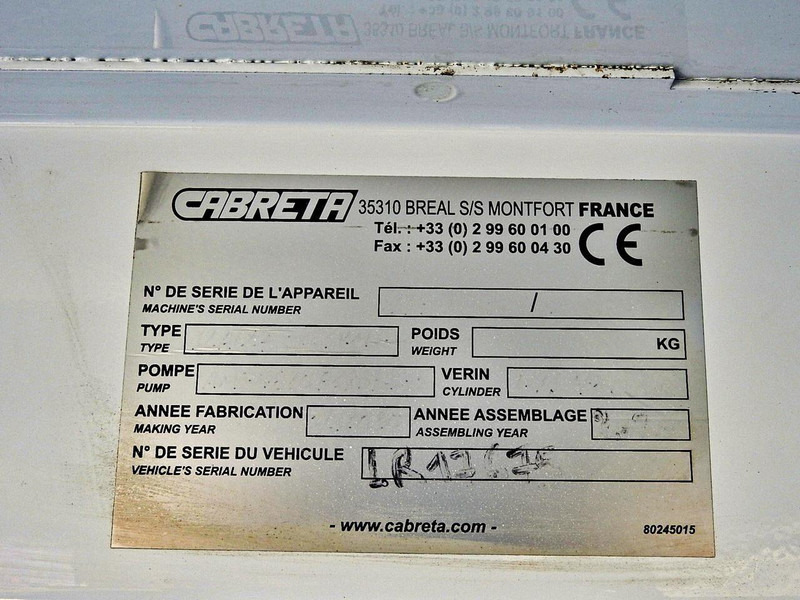 CABRETA 35310 BREAL S/S MONTFORT FRANCE
Tél. : +33 (0) 2 99 60 01 00
Fax : +33 (0) 2 99 60 04 30
CE
N° DE SERIE DE L'APPAREIL /
MACHINE'S SERIAL NUMBER
TYPE POIDS KG
TYPE WEIGHT
POMPE VERIN
PUMP CYLINDER
ANNEE FABRICATION ANNEE ASSEMBLAGE
MAKING YEAR ASSEMBLING YEAR
N° DE SERIE DU VEHICULE
VEHICLE'S SERIAL NUMBER
- www.cabreta.com -
80245015